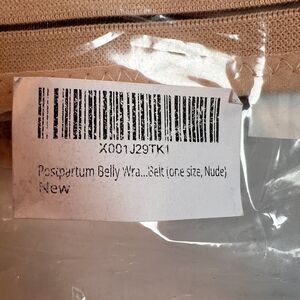 X001J29TK1
Postpartum Belly Wra...Belt (one size, Nude)
New